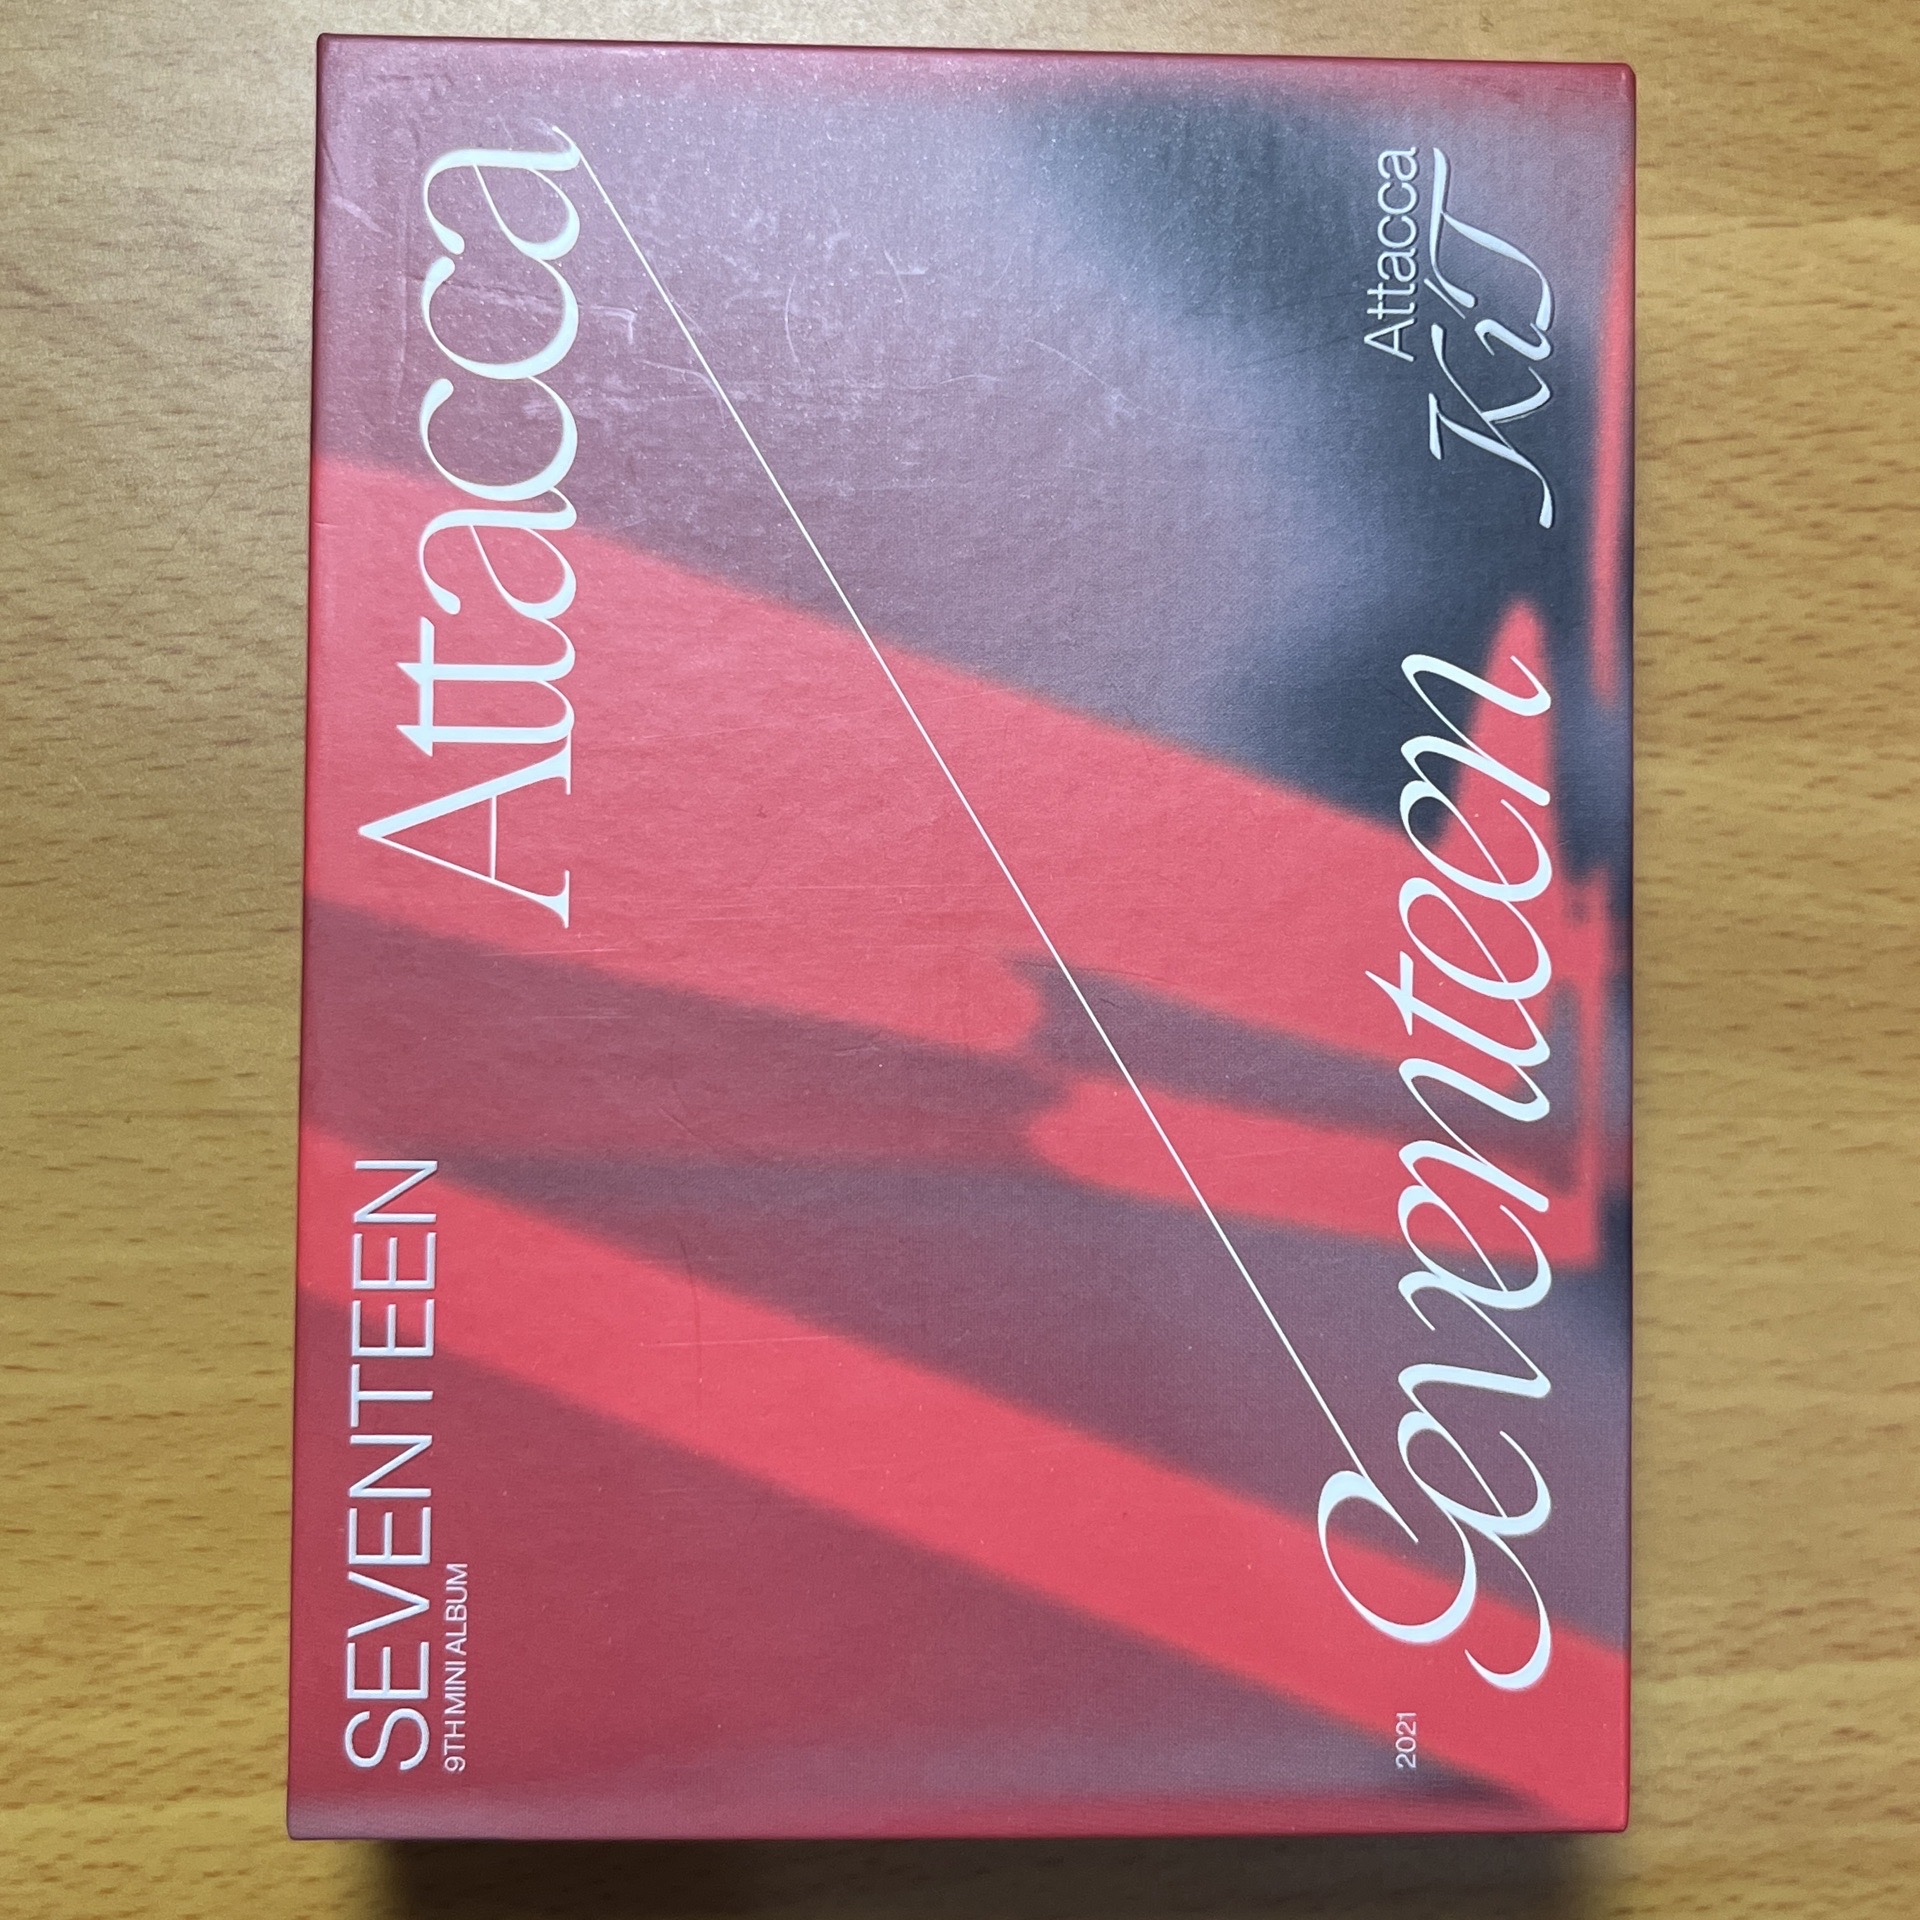 SEVENTEEN
9TH MINI ALBUM
Attacca
2021
Seventeen
Attacca
KiT